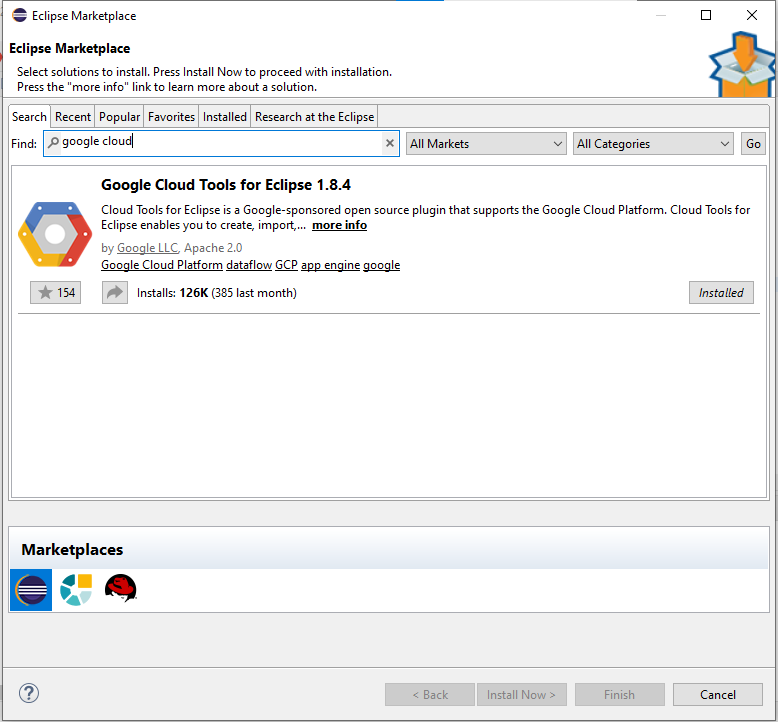 Eclipse Marketplace
Eclipse Marketplace
Select solutions to install. Press Install Now to proceed with installation.
Press the "more info" link to learn more about a solution.
Search Recent Popular Favorites Installed Research at the Eclipse
Find: google cloud All Markets All Categories Go
Google Cloud Tools for Eclipse 1.8.4
Cloud Tools for Eclipse is a Google-sponsored open source plugin that supports the Google Cloud Platform. Cloud Tools for
Eclipse enables you to create, import,... more info
by Google LLC, Apache 2.0
Google Cloud Platform dataflow GCP app engine google
154 Installs: 126K (385 last month) Installed
Marketplaces
? < Back Install Now > Finish Cancel